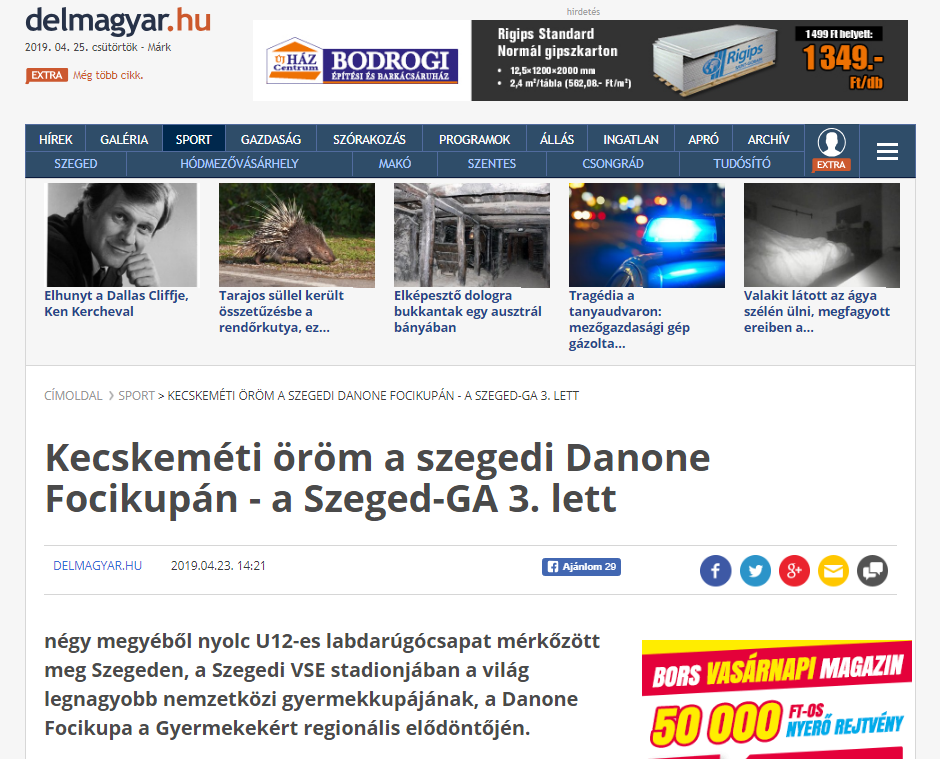 delmagyar.hu
2019. 04. 25. csütörtök - Márk
EXTRA Még több cikk.
hirdetés
ÚJ HÁZ Centrum
BODROGI
ÉPÍTÉSI ÉS BARKÁCSÁRUHÁZ
Rigips Standard
Normál gipszkarton
• 12,5×1200×2000 mm
• 2,4 m²/tábla (562,08.- Ft/m²)
Rigips
1 499 Ft helyett:
1 349.-
Ft/db
HÍREK GALÉRIA SPORT GAZDASÁG SZÓRAKOZÁS PROGRAMOK ÁLLÁS INGATLAN APRÓ ARCHÍV
EXTRA
SZEGED HÓDMEZŐVÁSÁRHELY MAKÓ SZENTES CSONGRÁD TUDÓSÍTÓ
Elhunyt a Dallas Cliffje,
Ken Kercheval
Tarajos süllel került
összetűzésbe a
rendőrkutya, ez...
Elképesztő dologra
bukkantak egy ausztrál
bányában
Tragédia a
tanyaudvaron:
mezőgazdasági gép
gázolta...
Valakit látott az ágya
szélén ülni, megfagyott
ereiben a...
CÍMOLDAL > SPORT > KECSKEMÉTI ÖRÖM A SZEGEDI DANONE FOCIKUPÁN - A SZEGED-GA 3. LETT
Kecskeméti öröm a szegedi Danone
Focikupán - a Szeged-GA 3. lett
DELMAGYAR.HU 2019.04.23. 14:21
Ajánlom 29
négy megyéből nyolc U12-es labdarúgócsapat mérkőzött
meg Szegeden, a Szegedi VSE stadionjában a világ
legnagyobb nemzetközi gyermekkupájának, a Danone
Focikupa a Gyermekekért regionális elődöntőjén.
BORS VASÁRNAPI MAGAZIN
50 000 FT-OS
NYERŐ REJTVÉNY